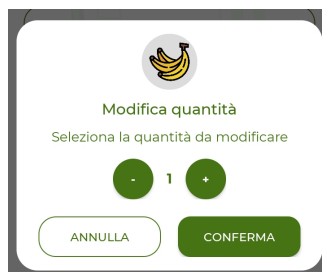 Modifica quantità
Seleziona la quantità da modificare
- 1 +
ANNULLA CONFERMA